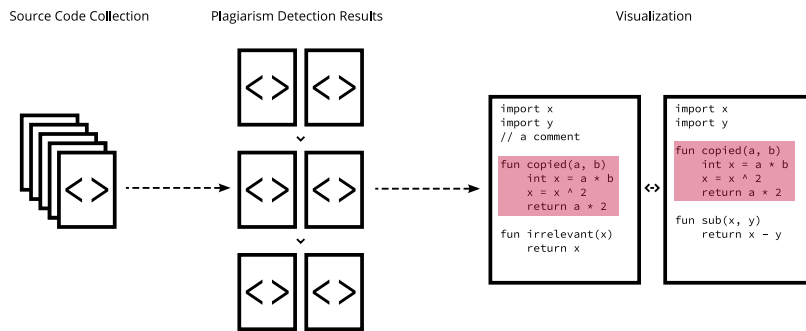 Source Code Collection
Plagiarism Detection Results
Visualization
< >
< > < >
< > < >
< > < >
import x
import y
// a comment
fun copied(a, b)
    int x = a * b
    x = x ^ 2
    return a * 2
fun irrelevant(x)
    return x
<->
import x
import y
fun copied(a, b)
    int x = a * b
    x = x ^ 2
    return a * 2
fun sub(x, y)
    return x - y